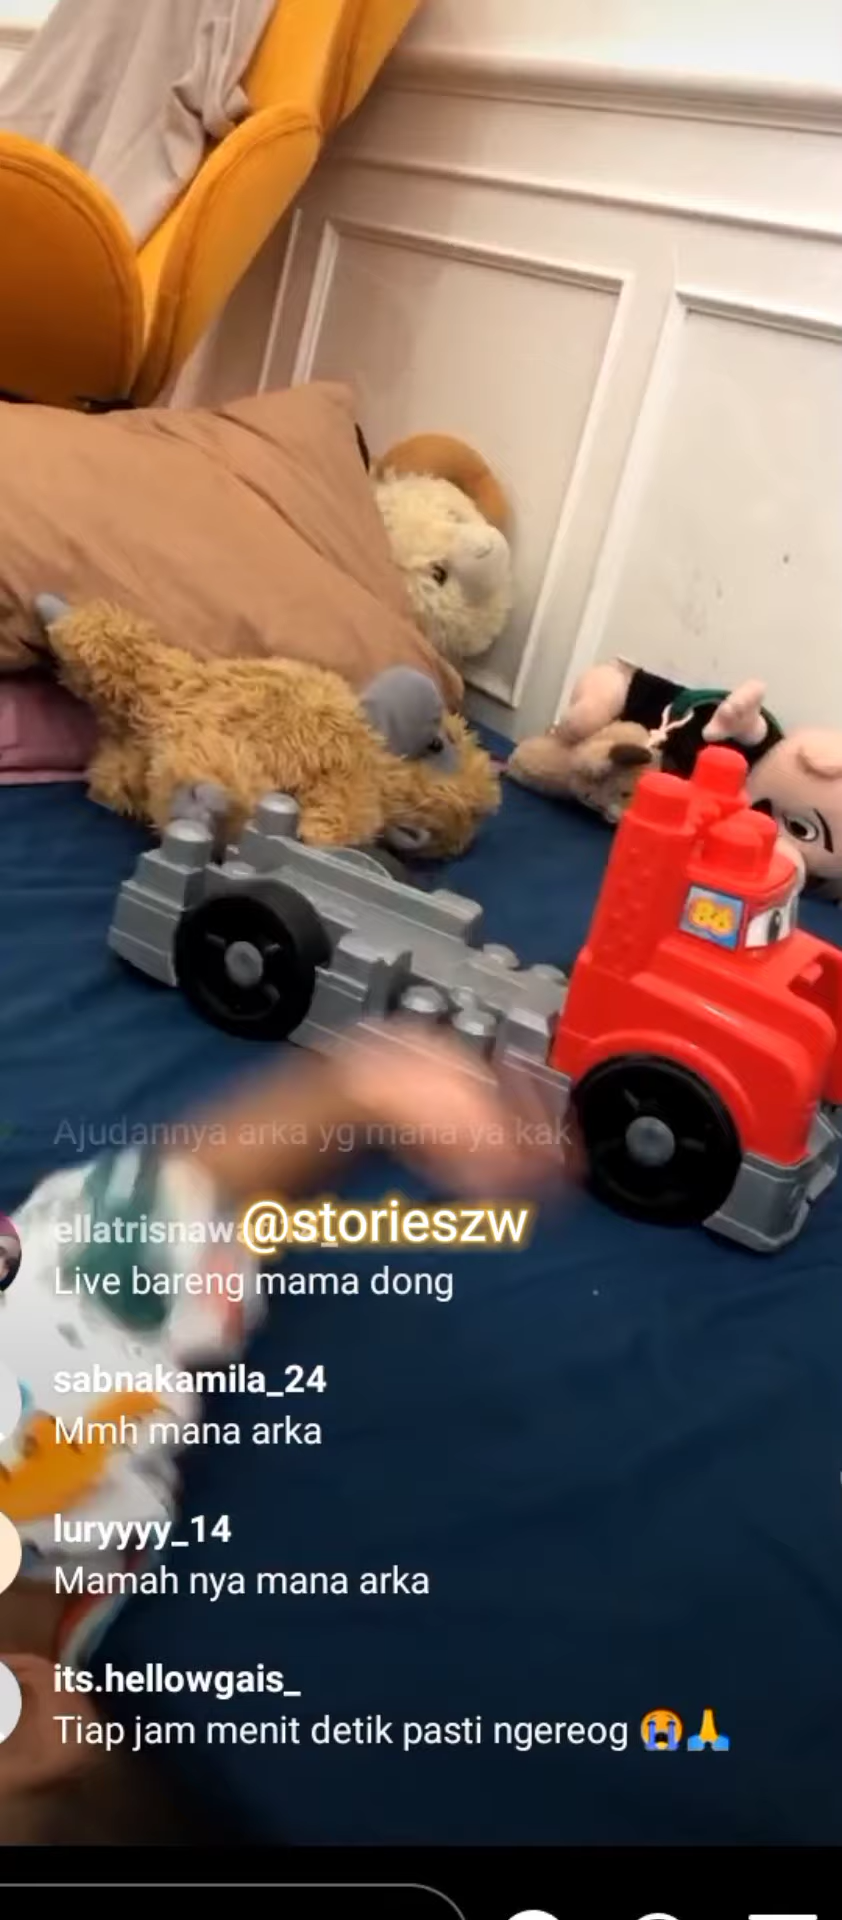 86
Ajudannya arka yg mana ya kak
@storieszw
Live bareng mama dong
sabnakamila_24
Mmh mana arka
luryyyy_14
Mamah nya mana arka
its.hellowgais_
Tiap jam menit detik pasti ngereog 😭🙏